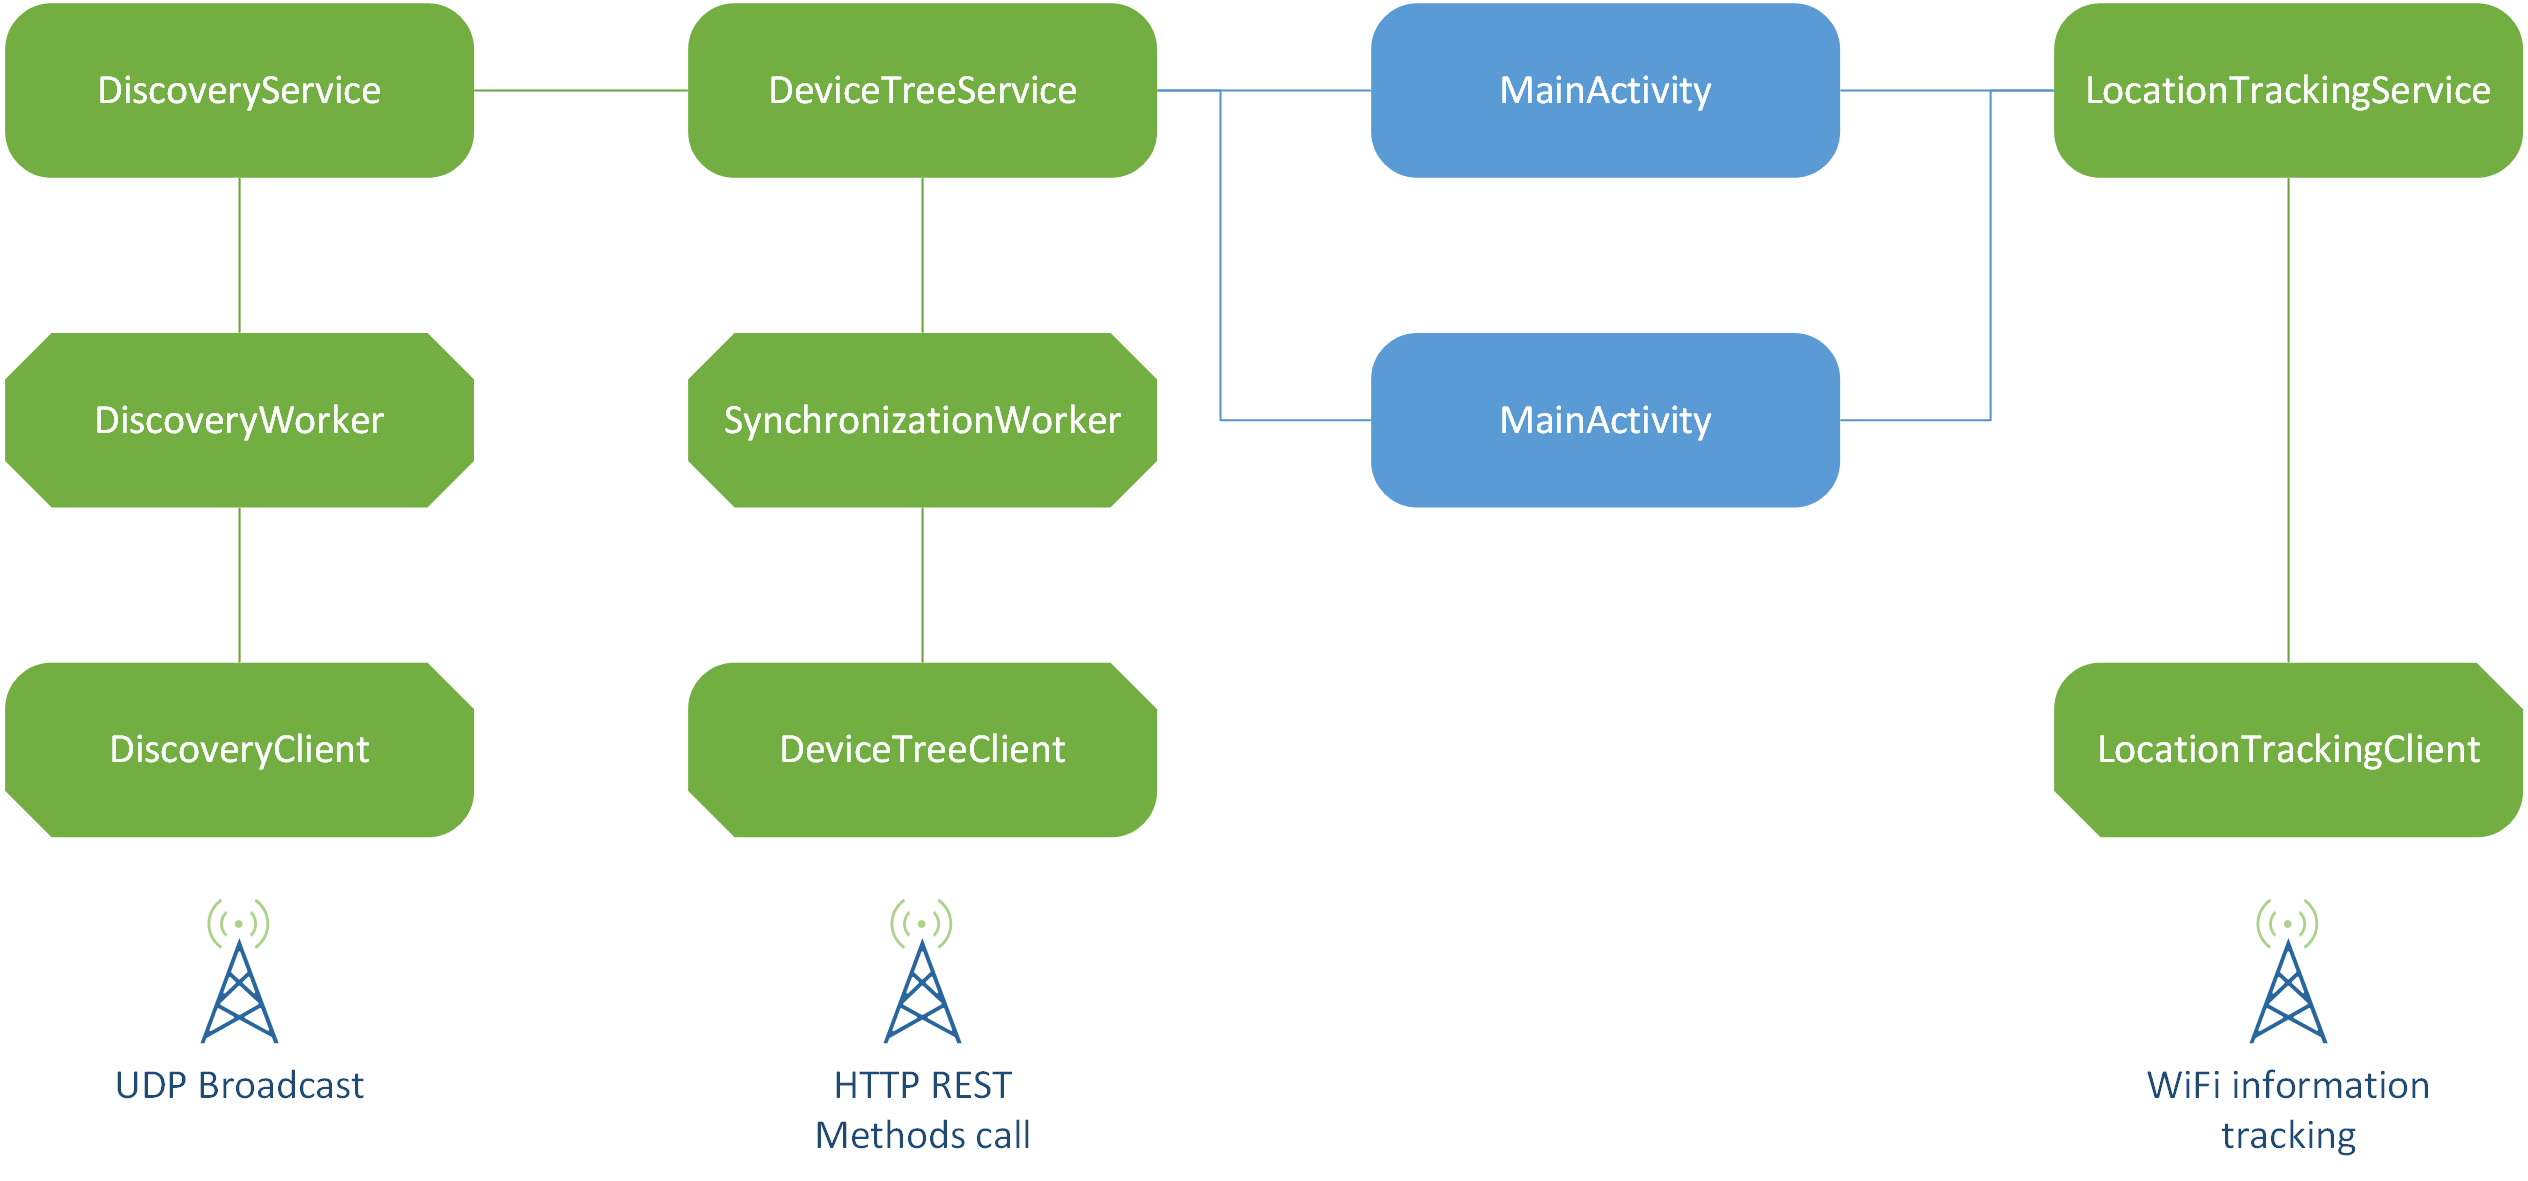 DiscoveryService
DeviceTreeService
MainActivity
LocationTrackingService
DiscoveryWorker
SynchronizationWorker
MainActivity
DiscoveryClient
DeviceTreeClient
LocationTrackingClient
UDP Broadcast
HTTP REST
Methods call
WiFi information
tracking